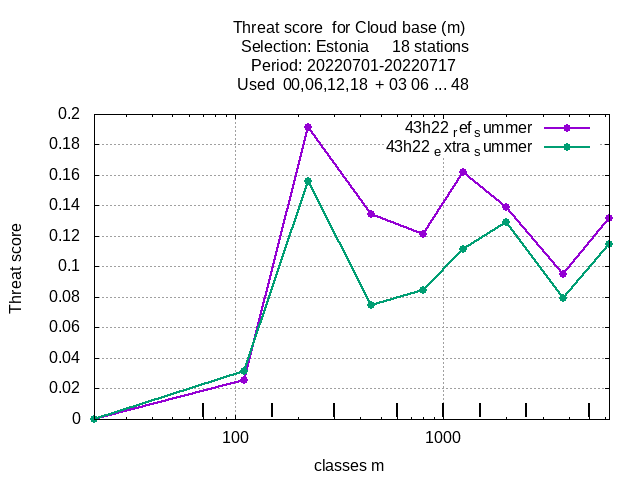 Threat score for Cloud base (m)
Selection: Estonia 18 stations
Period: 20220701-20220717
Used 00,06,12,18 + 03 06 ... 48
43h22 ref summer
43h22 extra summer
0.2
0.18
0.16
0.14
0.12
0.1
0.08
0.06
0.04
0.02
0
Threat score
100 1000
classes m